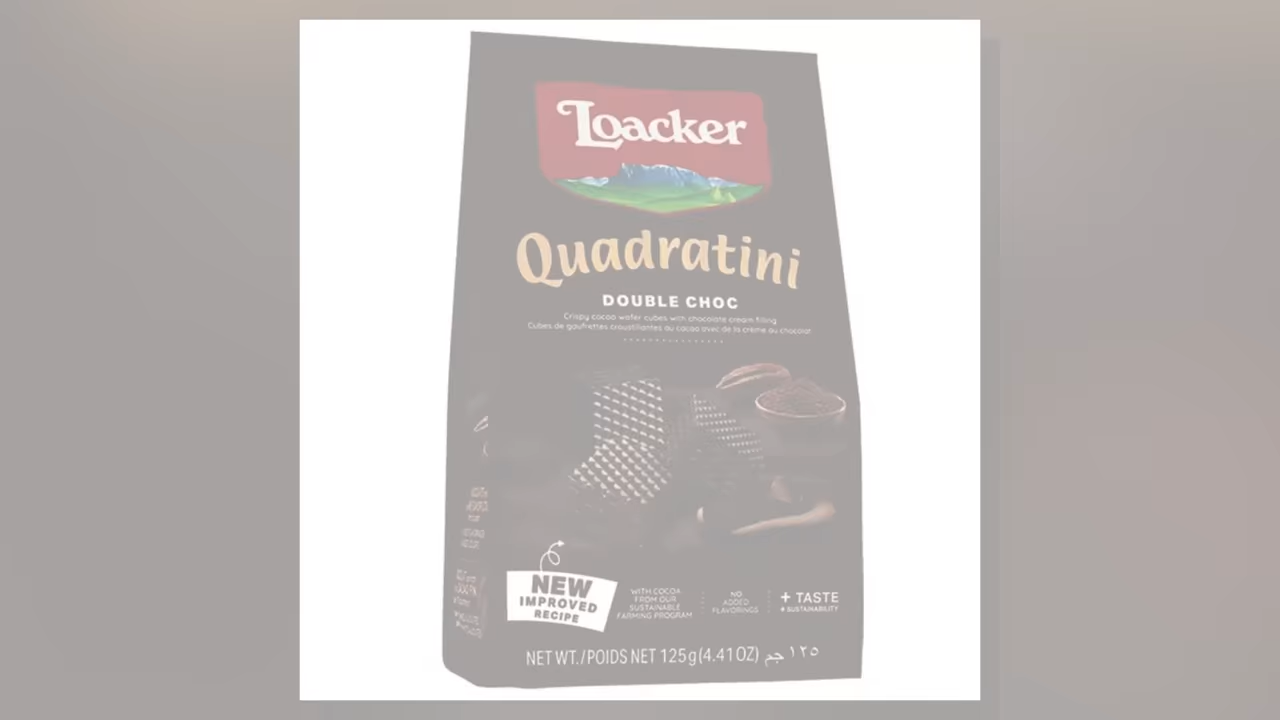 Loacker
Quadratini
DOUBLE CHOC
Crispy cocoa wafer cubes with chocolate cream filling
Cubes de gaufrettes croustillantes au cacao avec de la crème au chocolat
NEW
IMPROVED
RECIPE
WITH COCOA
FROM OUR
SUSTAINABLE
FARMING PROGRAM
NO
ADDED
FLAVORINGS
+ TASTE
+ SUSTAINABILITY
NET WT./POIDS NET 125g(4.41OZ) ١٢٥ جم